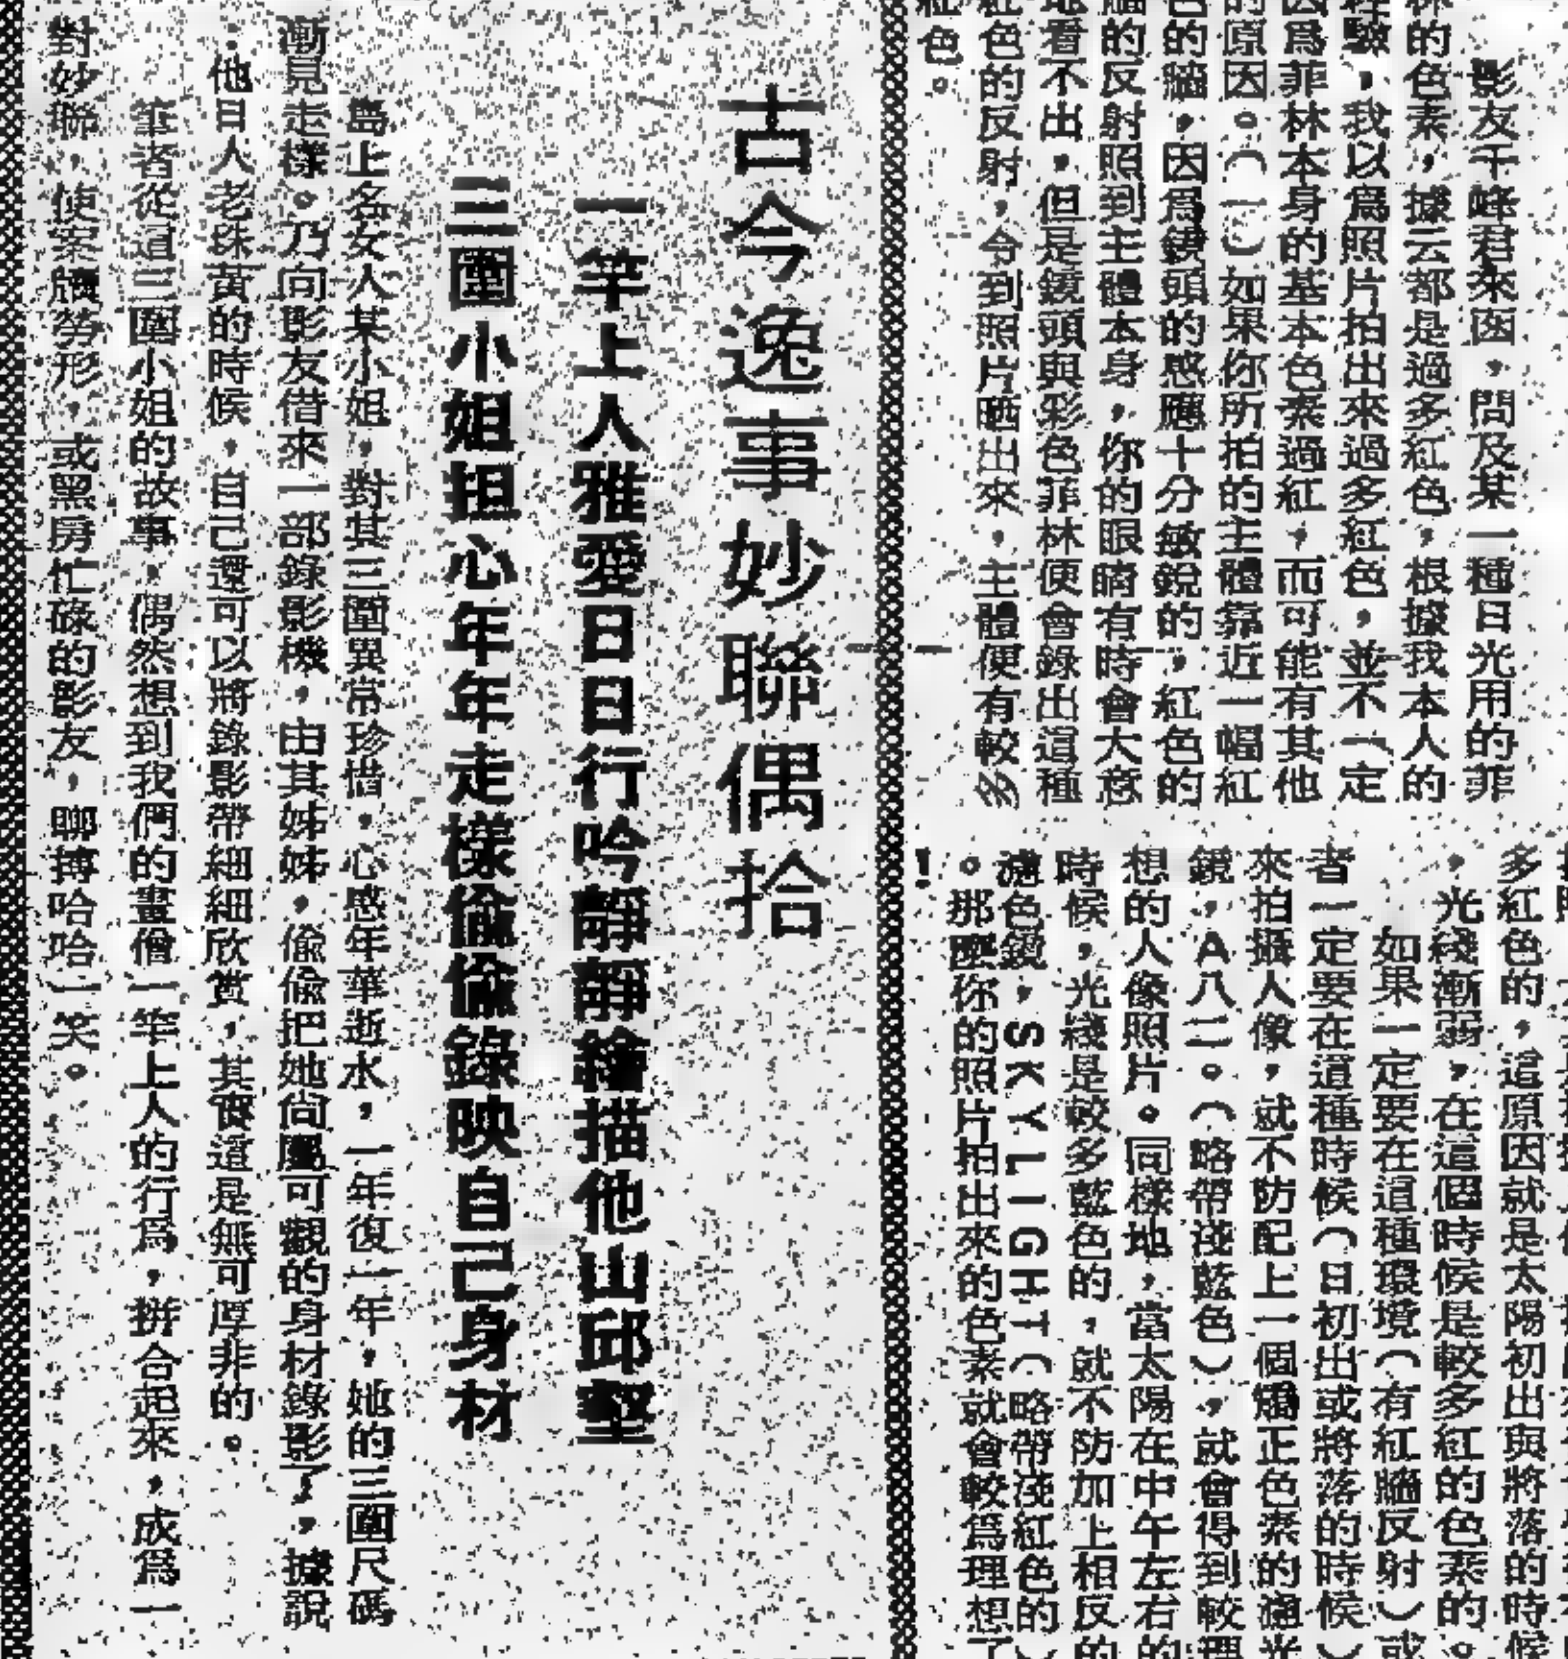 影友千峰君來函，問及某一種日光用的菲
林的色素，據云都是過多紅色，根據我本人的
經驗，我以爲照片拍出來過多紅色，並不一定
因爲菲林本身的基本色素過紅，而可能有其他
的原因。（一）如果你所拍的主體靠近一幅紅
色的牆，因爲鏡頭的感應十分敏銳的，紅色的
牆的反射照到主體本身，你的眼睛有時會大意
地看不出，但是鏡頭與彩色菲林便會錄出這種
紅色的反射，令到照片晒出來，主體便有較多
紅色。
多紅色的，這原因就是太陽初出與將落的時候
，光綫漸弱，在這個時候是較多紅的色素的。
如果一定要在這種環境（有紅牆反射）或
者一定要在這種時候（日初出或將落的時候）
來拍攝人像，就不防配上一個矯正色素的濾光
鏡，A八二。（略帶淺藍色），就會得到較理
想的人像照片。同樣地，當太陽在中午左右的
時候，光綫是較多藍色的，就不防加上相反的
濾色鏡，SKYLIGHT（略帶淺紅色的）
。那麼你的照片拍出來的色素就會較爲理想了
！
古今逸事妙聯偶拾
一竿上人雅愛日日行吟靜靜繪描他山邱壑
三圍小姐担心年年走樣偷偷錄映自己身材
島上名女人某小姐，對其三圍異常珍惜，心感年華逝水，一年復一年，她的三圍尺碼
漸見走樣。乃向影友借來一部錄影機，由其姊姊，偷偷把她尙屬可觀的身材錄影了，據說
：他日人老珠黃的時候，自己還可以將錄影帶細細欣賞，其實這是無可厚非的。
筆者從這三圍小姐的故事，偶然想到我們的畫僧一竿上人的行爲，拼合起來，成爲一
對妙聯，使案牘勞形，或黑房忙碌的影友，聊搏哈哈一笑。